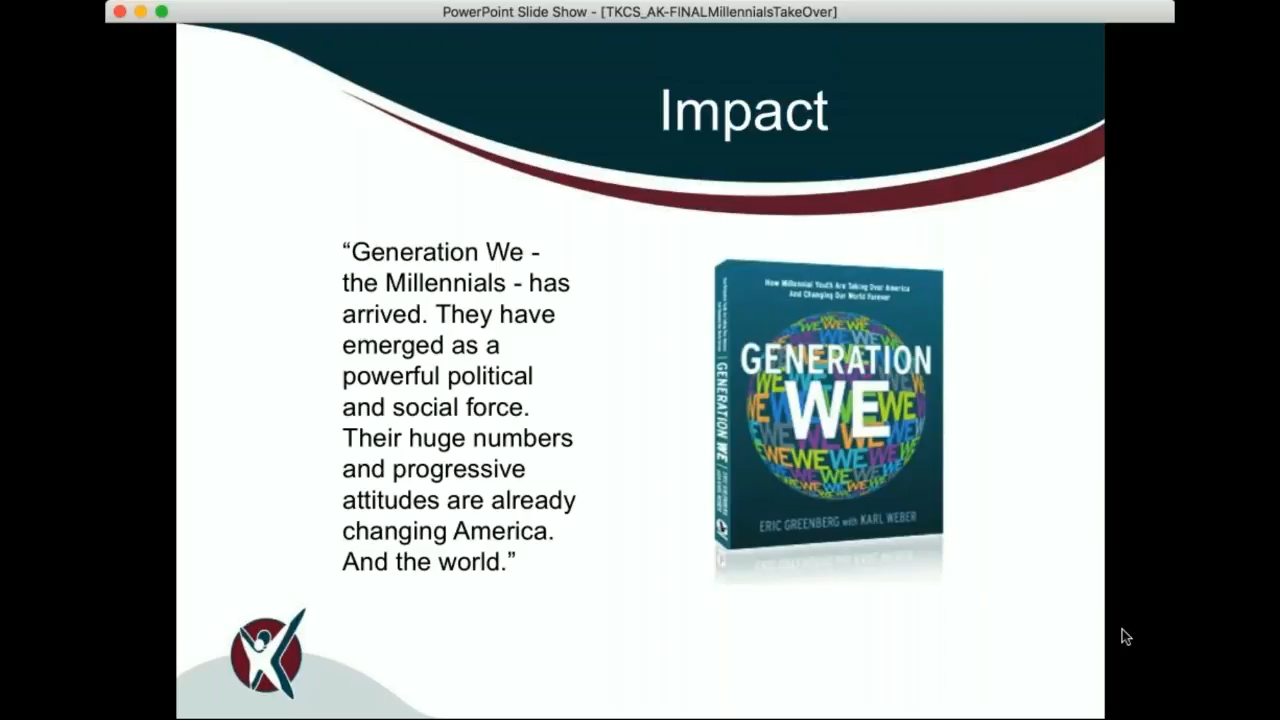 PowerPoint Slide Show - [TKCS_AK-FINALMillennialsTakeOver]
Impact
“Generation We -
the Millennials - has
arrived. They have
emerged as a
powerful political
and social force.
Their huge numbers
and progressive
attitudes are already
changing America.
And the world.”
How Millennial Youth Are Taking Over America
And Changing Our World Forever
GENERATION
WE
ERIC GREENBERG with KARL WEBER
GENERATION WE